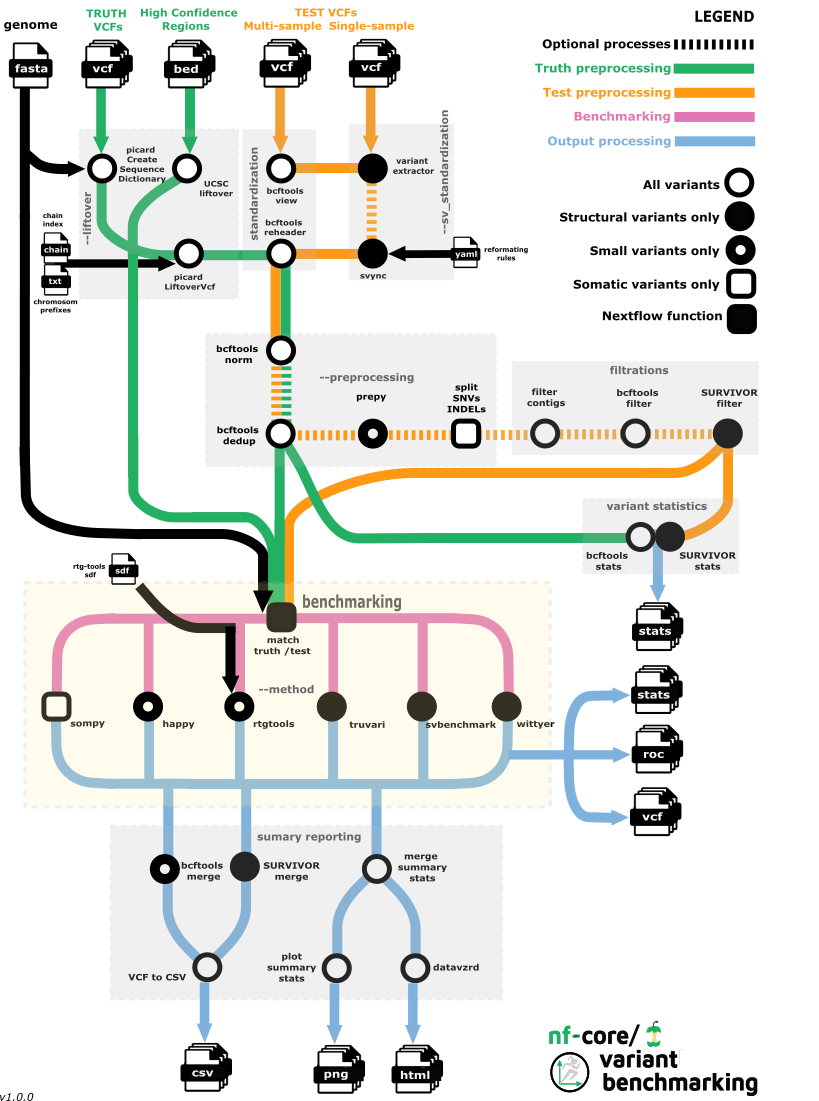 genome
TRUTH
VCFs
High Confidence
Regions
TEST VCFs
Multi-sample Single-sample
fasta
vcf
bed
vcf
vcf
LEGEND
Optional processes
Truth preprocessing
Test preprocessing
Benchmarking
Output processing
All variants
Structural variants only
Small variants only
Somatic variants only
Nextflow function
picard
Create
Sequence
Dictionary
UCSC
liftover
--liftover
picard
LiftoverVcf
chain
index
chain
txt
chromosom
prefixes
standardization
bcftools
view
bcftools
reheader
variant
extractor
svync
--sv_standardization
yaml
reformating
rules
bcftools
norm
--preprocessing
bcftools
dedup
prepy
split
SNVs
INDELs
filtrations
filter
contigs
bcftools
filter
SURVIVOR
filter
variant statistics
bcftools
stats
SURVIVOR
stats
stats
rtg-tools
sdf
sdf
benchmarking
match
truth /test
--method
sompy
happy
rtgtools
truvari
svbenchmark
wittyer
stats
roc
vcf
sumary reporting
bcftools
merge
SURVIVOR
merge
merge
summary
stats
VCF to CSV
plot
summary
stats
datavzrd
csv
png
html
nf-core/
variant
benchmarking
v1.0.0